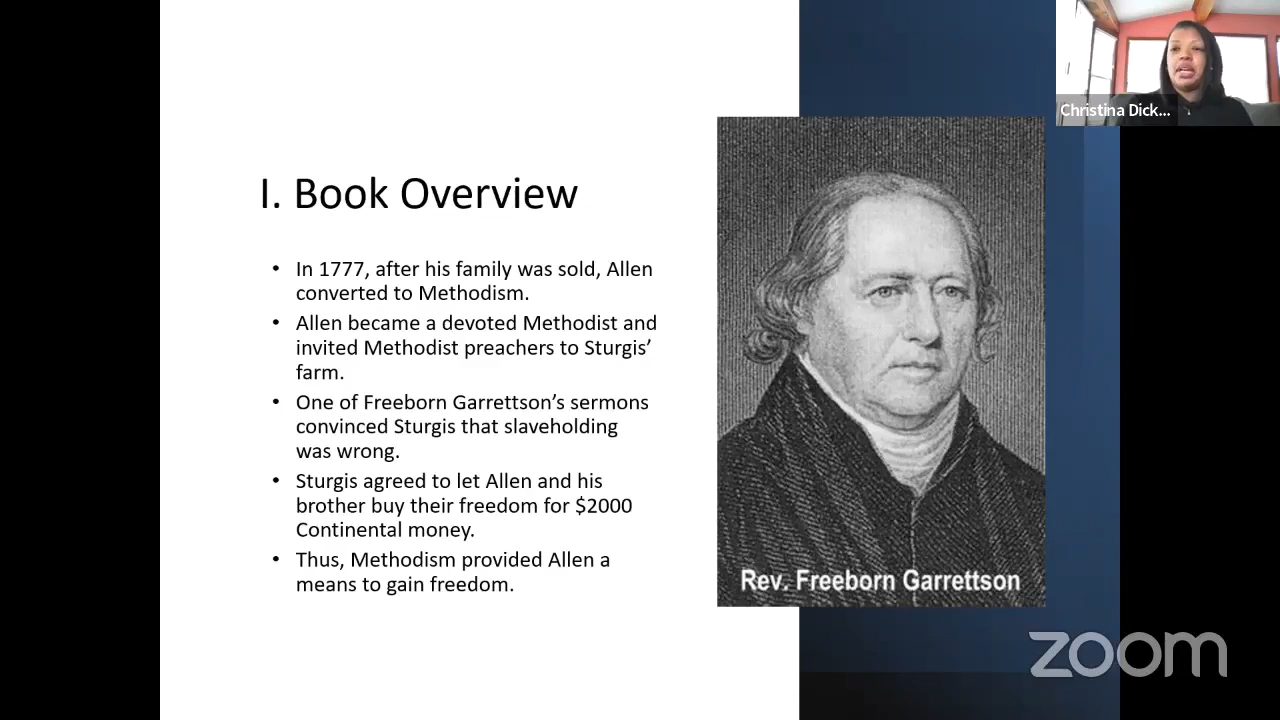 I. Book Overview
• In 1777, after his family was sold, Allen
converted to Methodism.
• Allen became a devoted Methodist and
invited Methodist preachers to Sturgis’
farm.
• One of Freeborn Garrettson’s sermons
convinced Sturgis that slaveholding
was wrong.
• Sturgis agreed to let Allen and his
brother buy their freedom for $2000
Continental money.
• Thus, Methodism provided Allen a
means to gain freedom.
Rev. Freeborn Garrettson
Christina Dick...
zoom